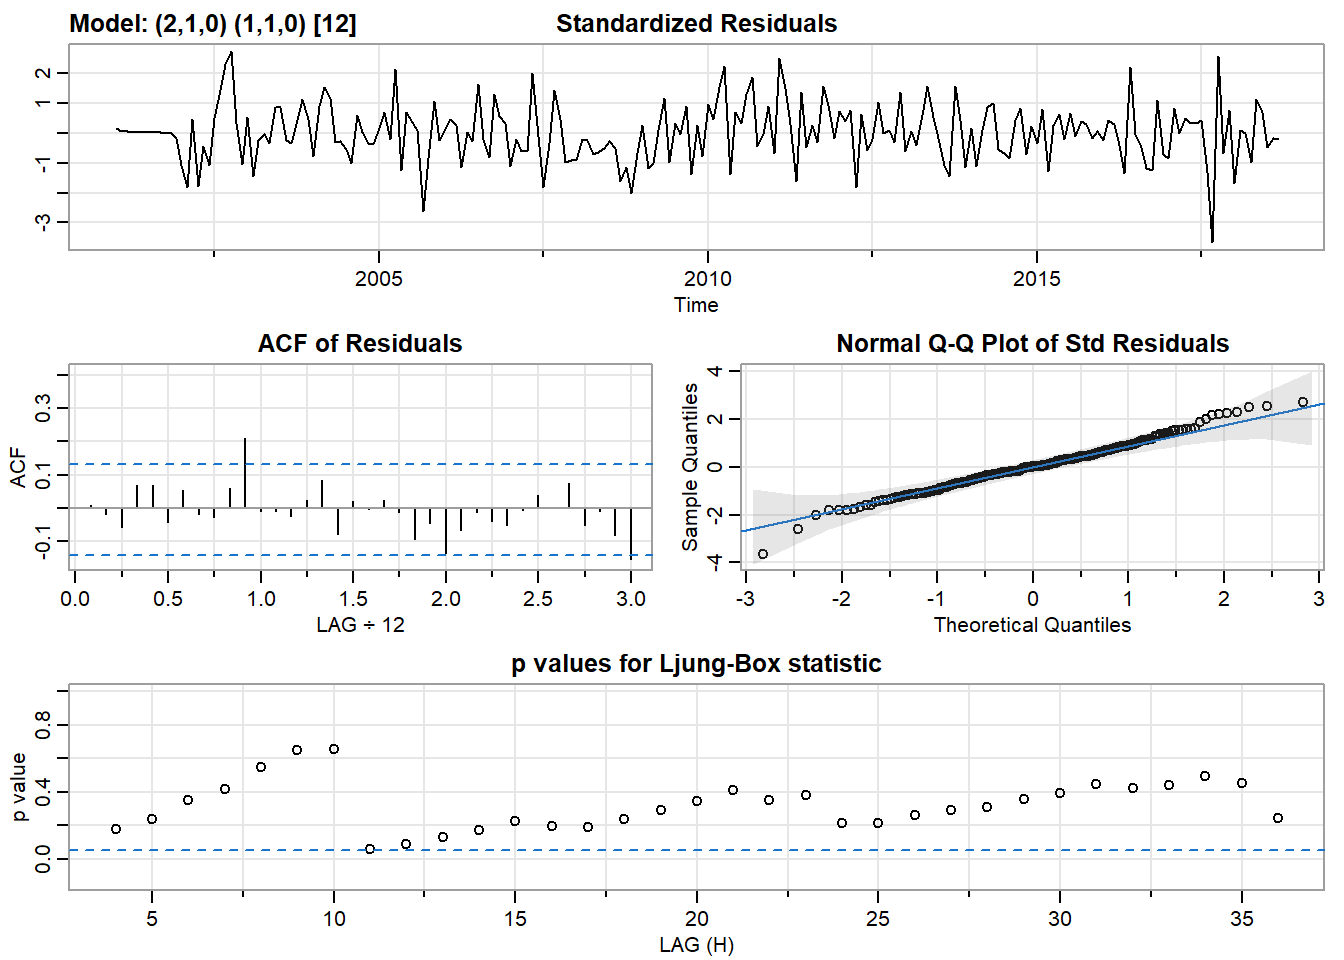 Model: (2,1,0) (1,1,0) [12] Standardized Residuals
2
1
-1
-3
2005 2010 2015
Time
ACF of Residuals
ACF
0.3
0.1
-0.1
0.0 0.5 1.0 1.5 2.0 2.5 3.0
LAG ÷ 12
Normal Q-Q Plot of Std Residuals
Sample Quantiles
4
2
0
-2
-4
-3 -2 -1 0 1 2 3
Theoretical Quantiles
p values for Ljung-Box statistic
p value
0.8
0.4
0.0
5 10 15 20 25 30 35
LAG (H)